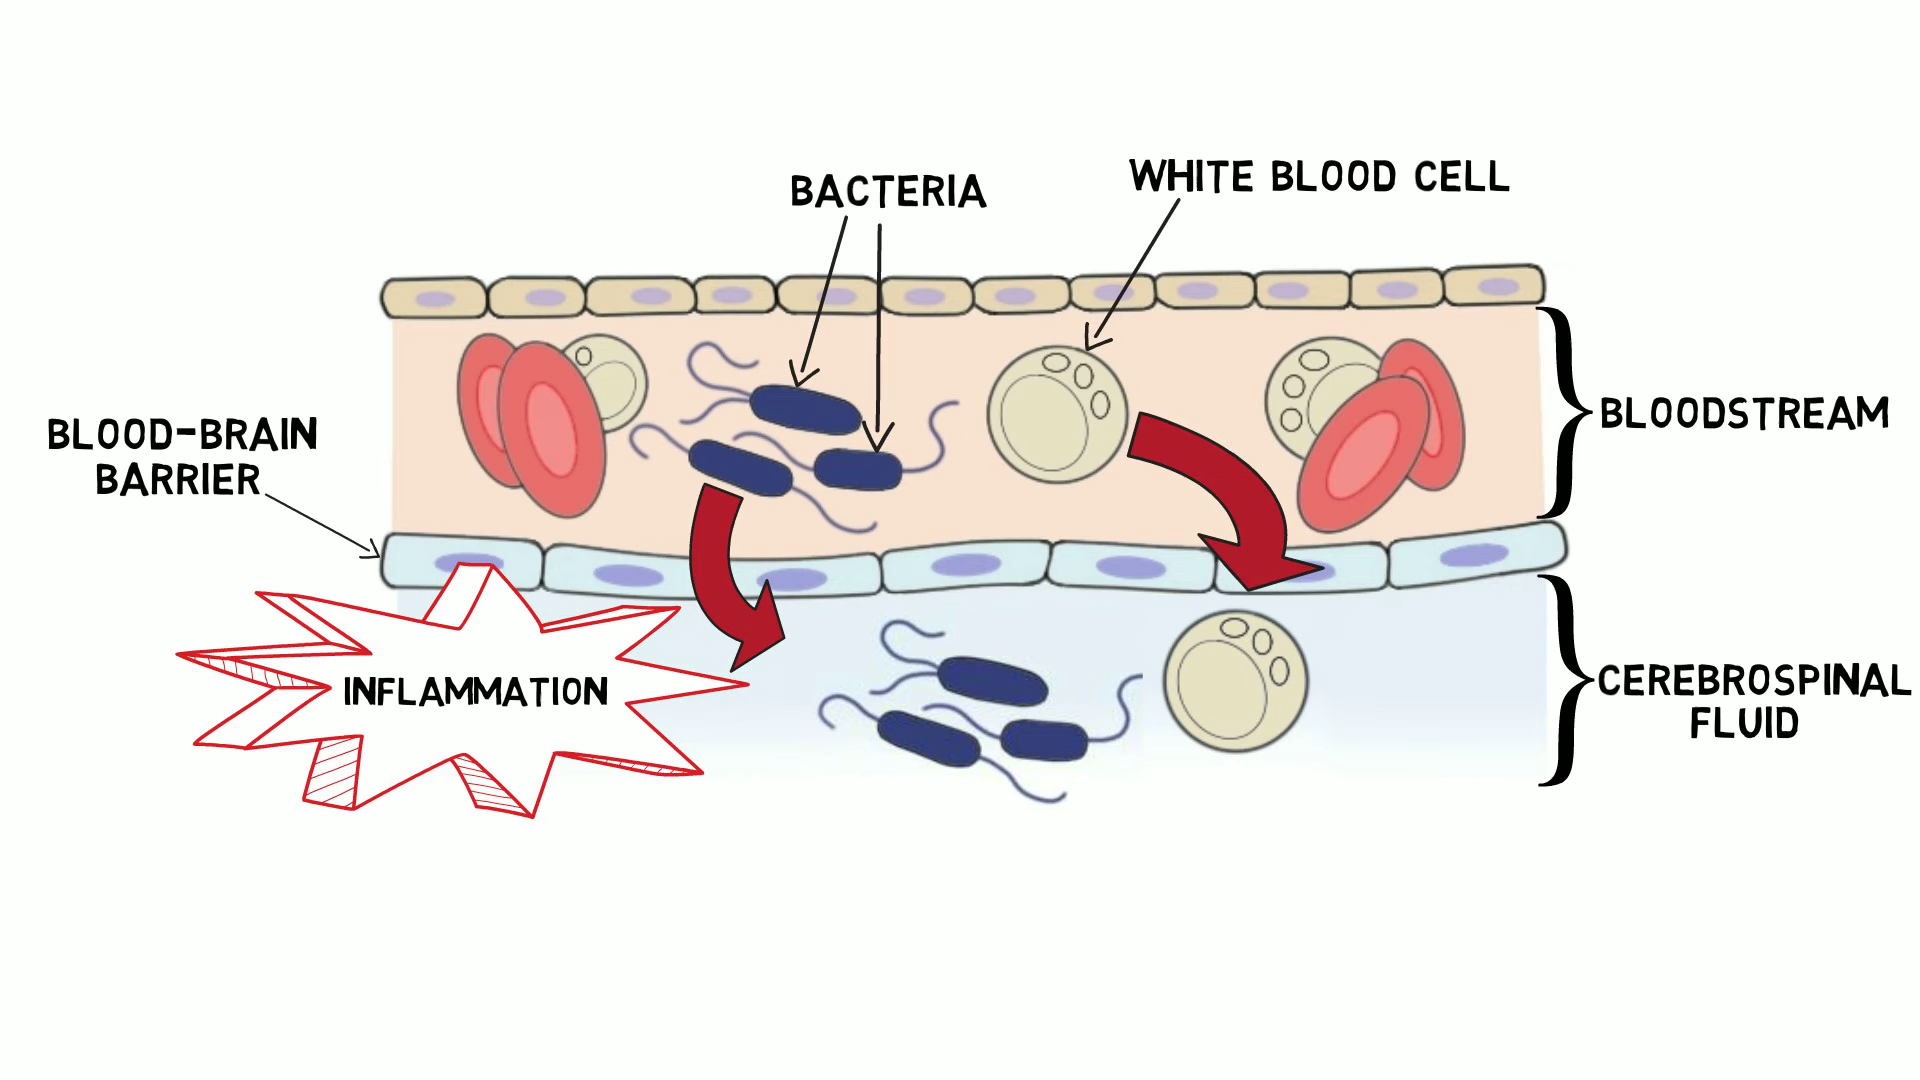 BACTERIA
WHITE BLOOD CELL
BLOOD-BRAIN
BARRIER
BLOODSTREAM
INFLAMMATION
CEREBROSPINAL
FLUID